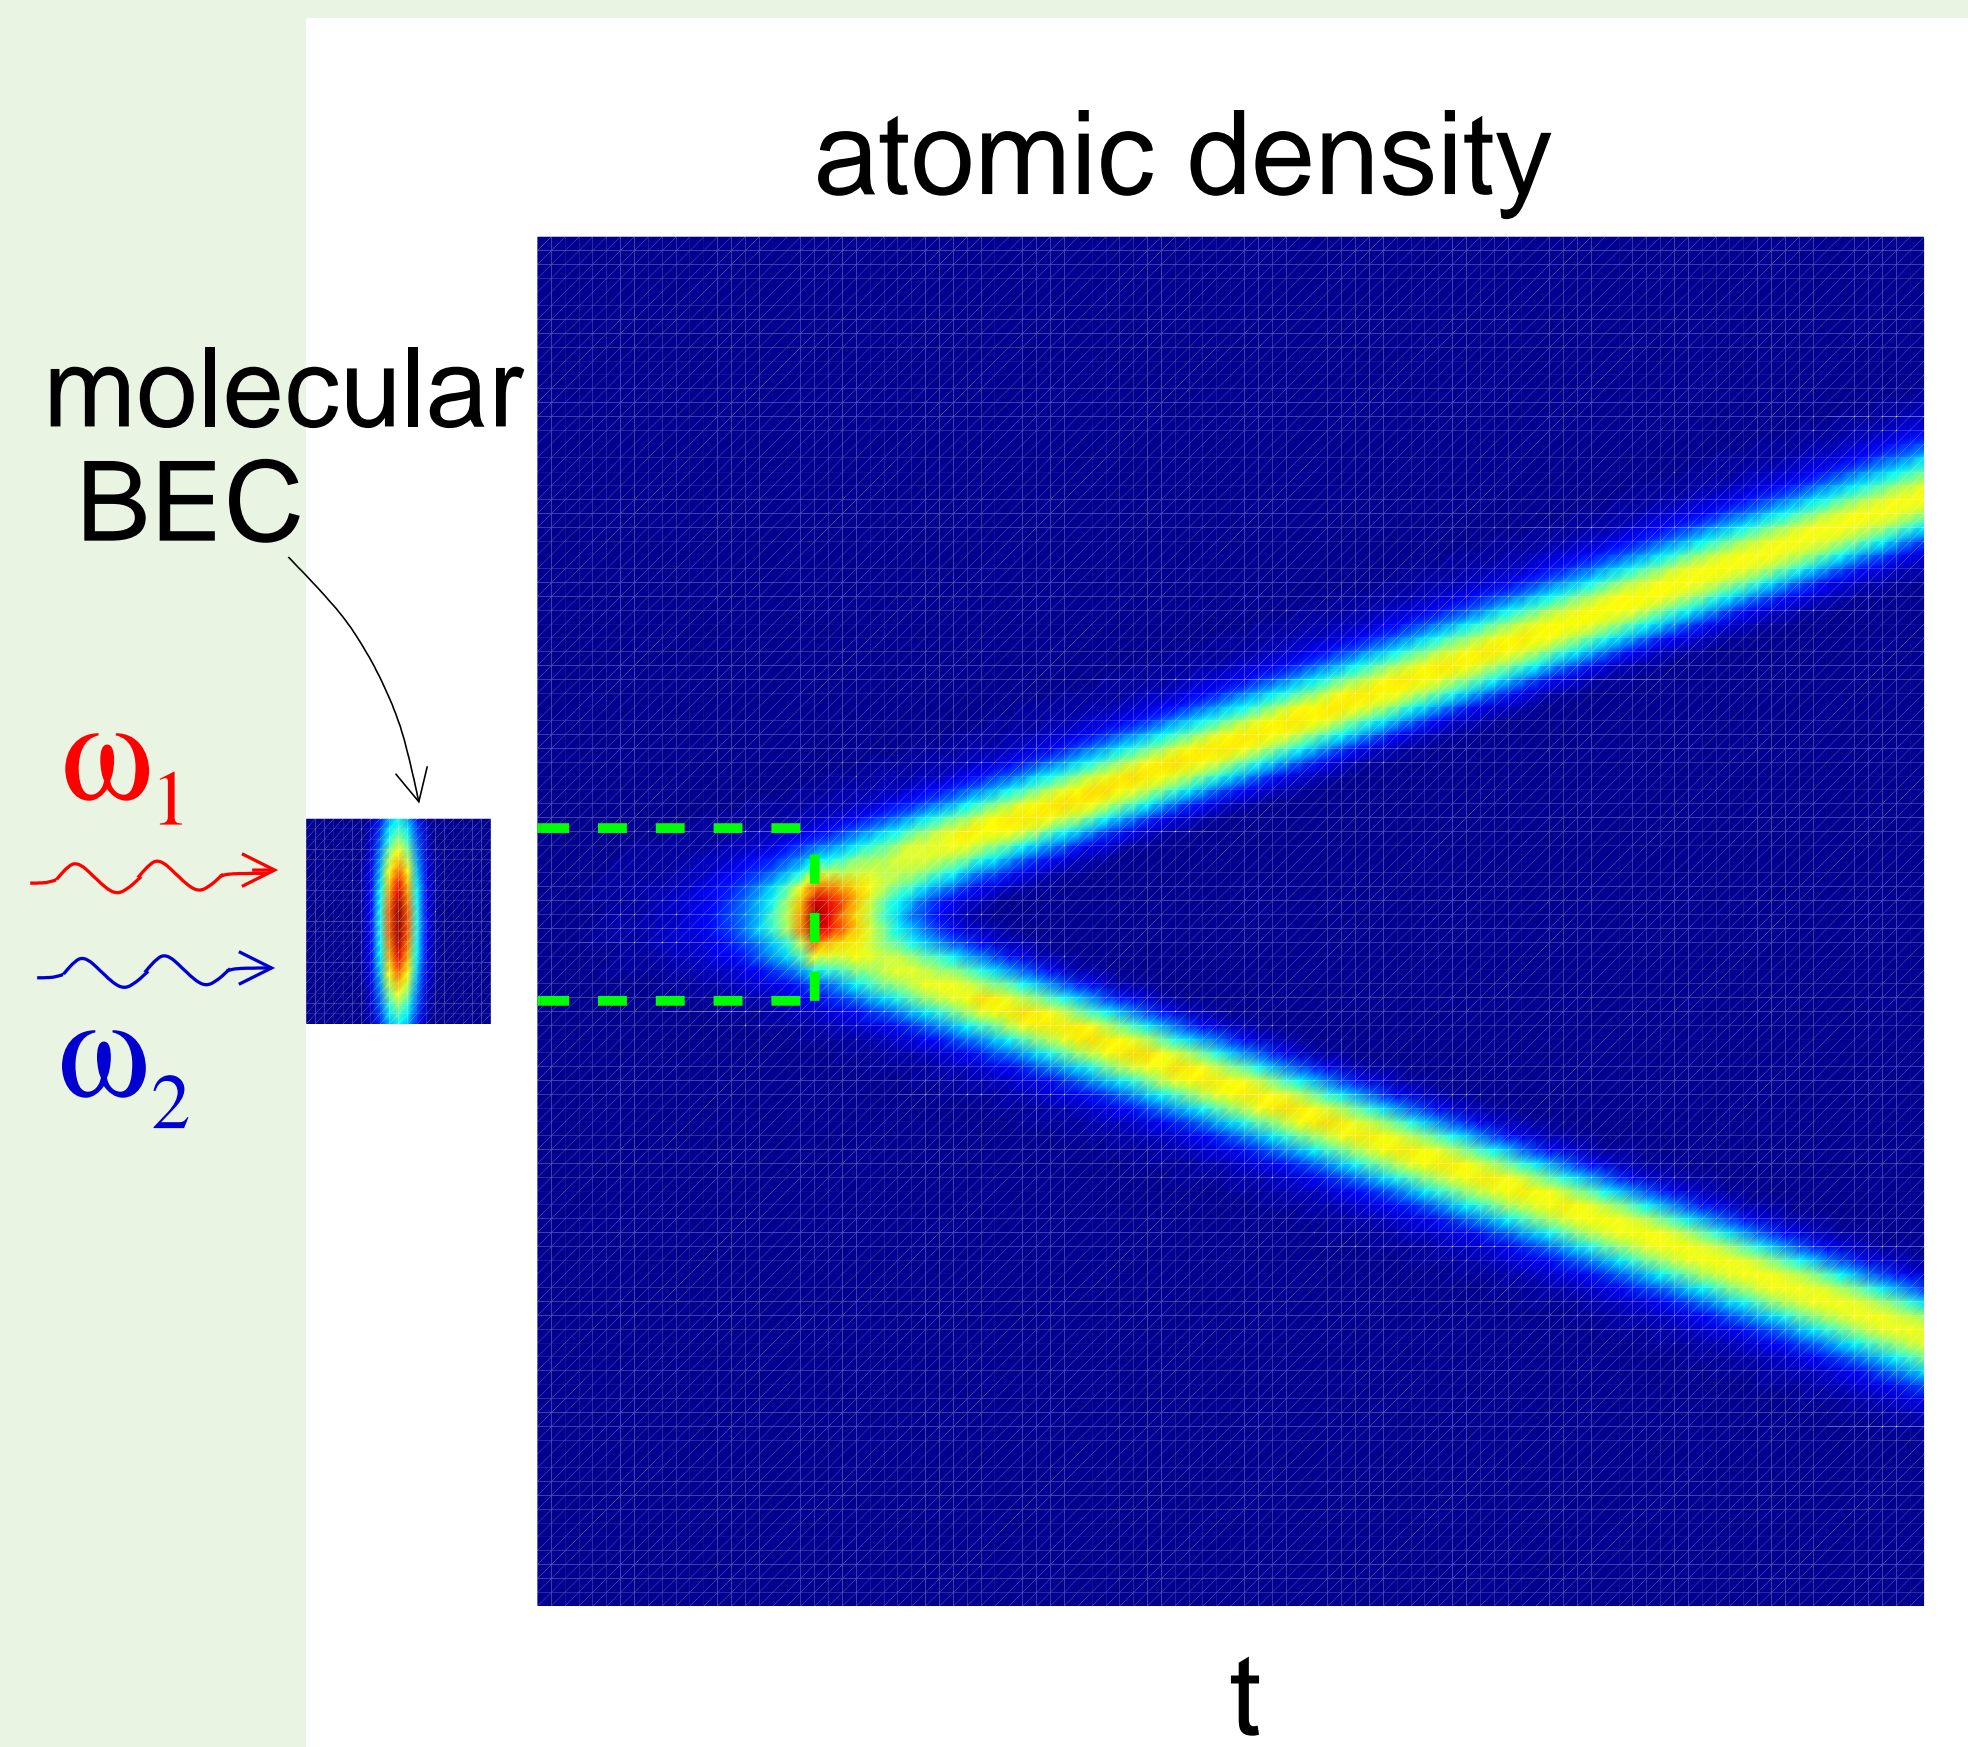 atomic density
molecular
BEC
ω1
ω2
t